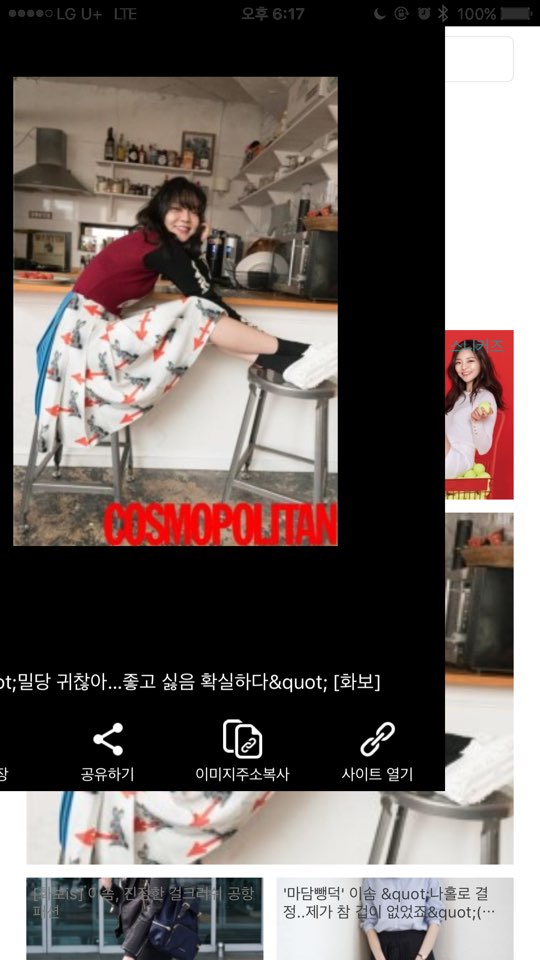 LG U+ LTE 오후 6:17 100%
스니커즈
COSMOPOLITAN
ot;밀당 귀찮아...좋고 싫음 확실하다&quot; [화보]
장 공유하기 이미지주소복사 사이트 열기
이솜, 진정한 걸크러쉬 공항
패션
'마담뺑덕' 이솜 &quot;나홀로 결
정..제가 참 겁이 없었죠&quot;(…